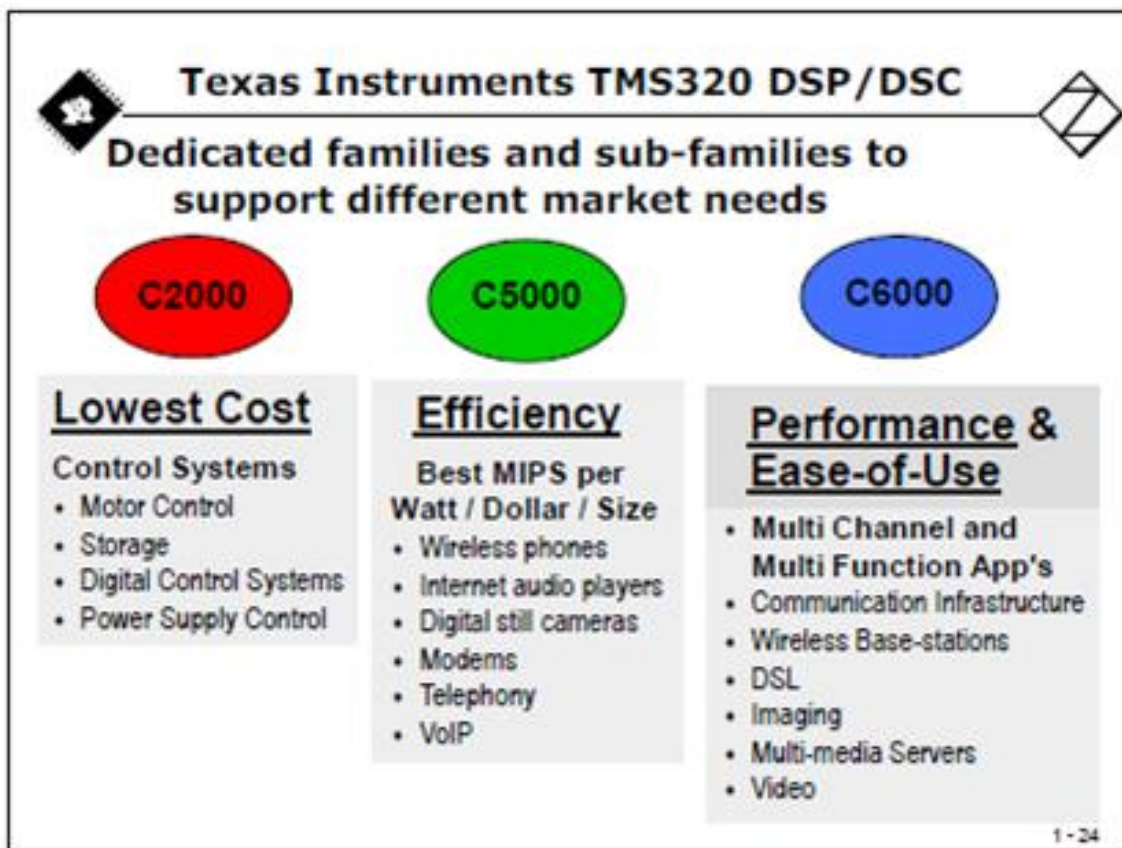 Texas Instruments TMS320 DSP/DSC
Dedicated families and sub-families to
support different market needs
C2000
C5000
C6000
Lowest Cost
Control Systems
• Motor Control
• Storage
• Digital Control Systems
• Power Supply Control
Efficiency
Best MIPS per
Watt / Dollar / Size
• Wireless phones
• Internet audio players
• Digital still cameras
• Modems
• Telephony
• VoIP
Performance &
Ease-of-Use
• Multi Channel and
Multi Function App's
• Communication Infrastructure
• Wireless Base-stations
• DSL
• Imaging
• Multi-media Servers
• Video
1 - 24